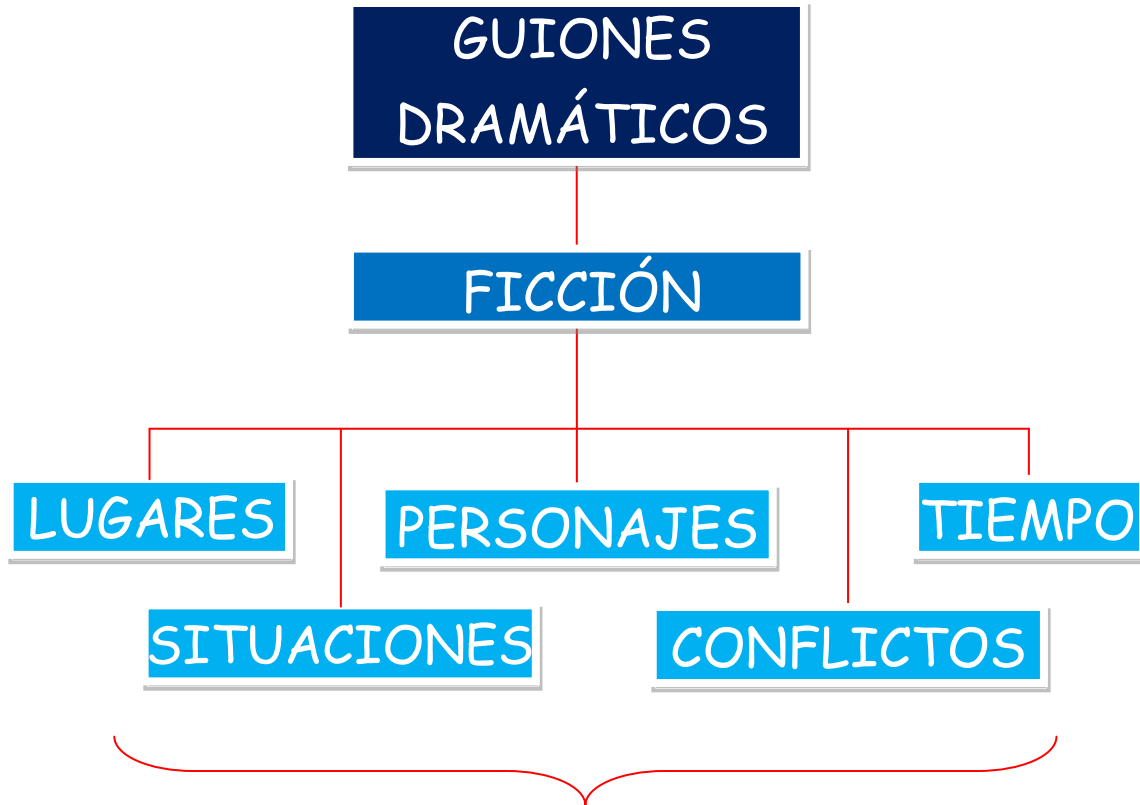 GUIONES
DRAMÁTICOS
FICCIÓN
LUGARES
PERSONAJES
TIEMPO
SITUACIONES
CONFLICTOS